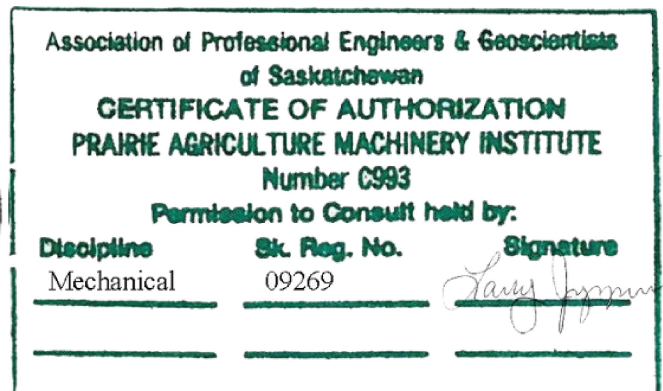 Association of Professional Engineers & Geoscientists
of Saskatchewan
CERTIFICATE OF AUTHORIZATION
PRAIRIE AGRICULTURE MACHINERY INSTITUTE
Number C993
Permission to Consult held by:
Discipline Sk. Reg. No. Signature
Mechanical 09269 Larry